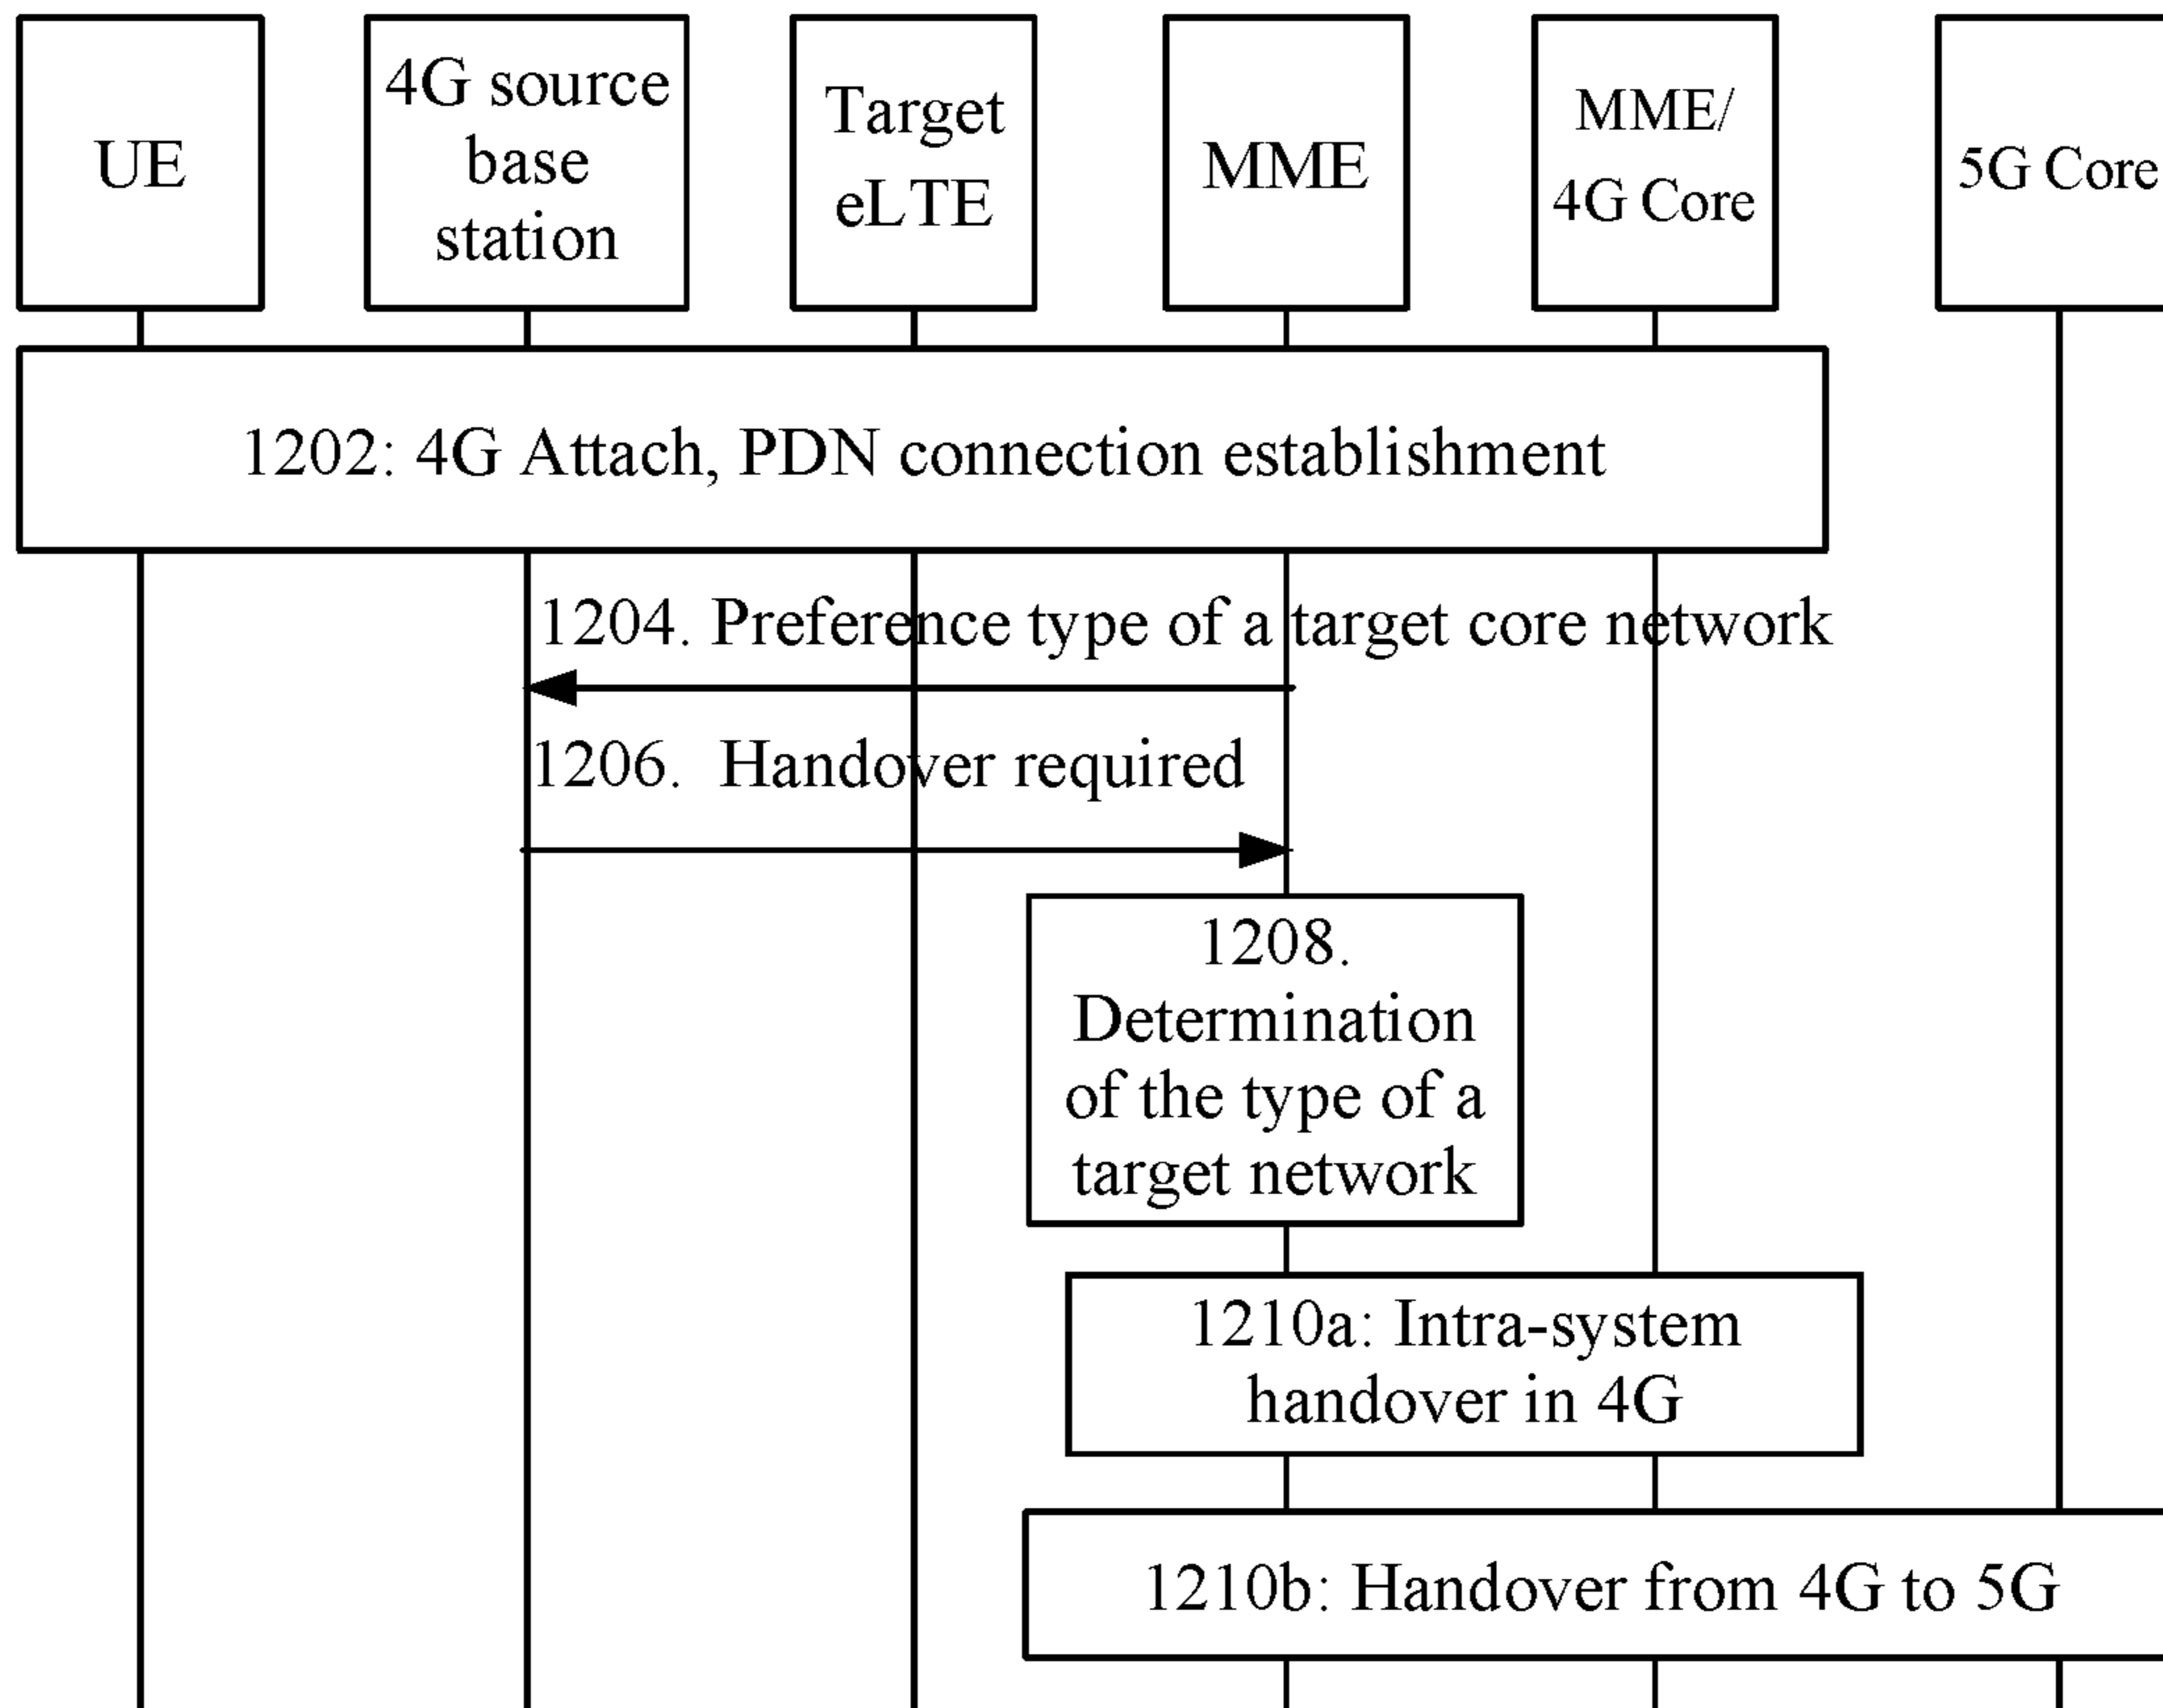 UE
4G source
base
station
Target
eLTE
MME
MME/
4G Core
5G Core
1202: 4G Attach, PDN connection establishment
1204. Preference type of a target core network
1206. Handover required
1208.
Determination
of the type of a
target network
1210a: Intra-system
handover in 4G
1210b: Handover from 4G to 5G